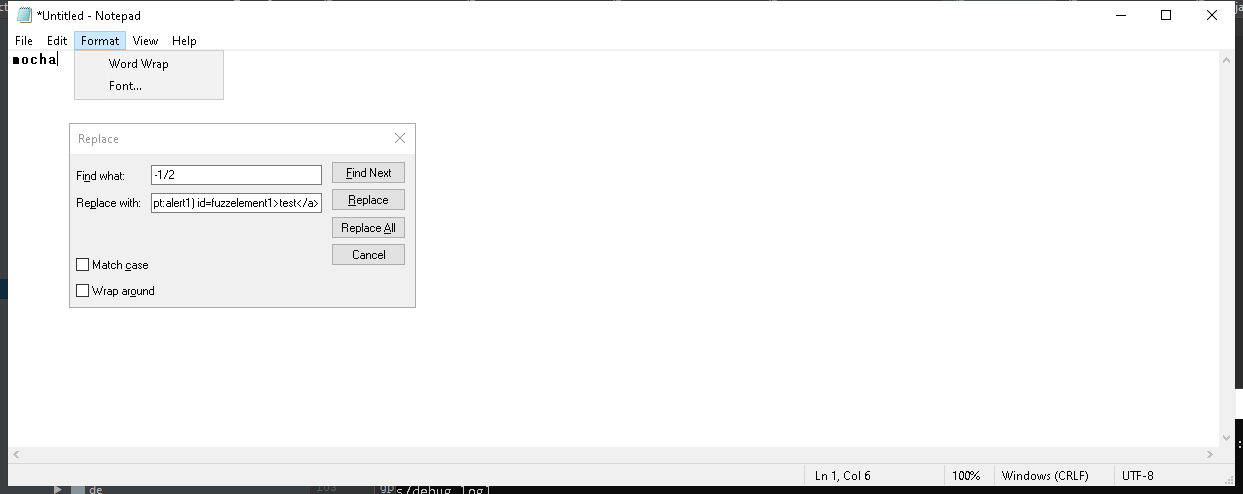 *Untitled - Notepad
File Edit Format View Help
mocha
Word Wrap
Font...
Replace
Find what: -1/2 Find Next
Replace with: pt:alert1) id=fuzzelement1>test</a> Replace
Replace All
Cancel
Match case
Wrap around
Ln 1, Col 6 100% Windows (CRLF) UTF-8
de